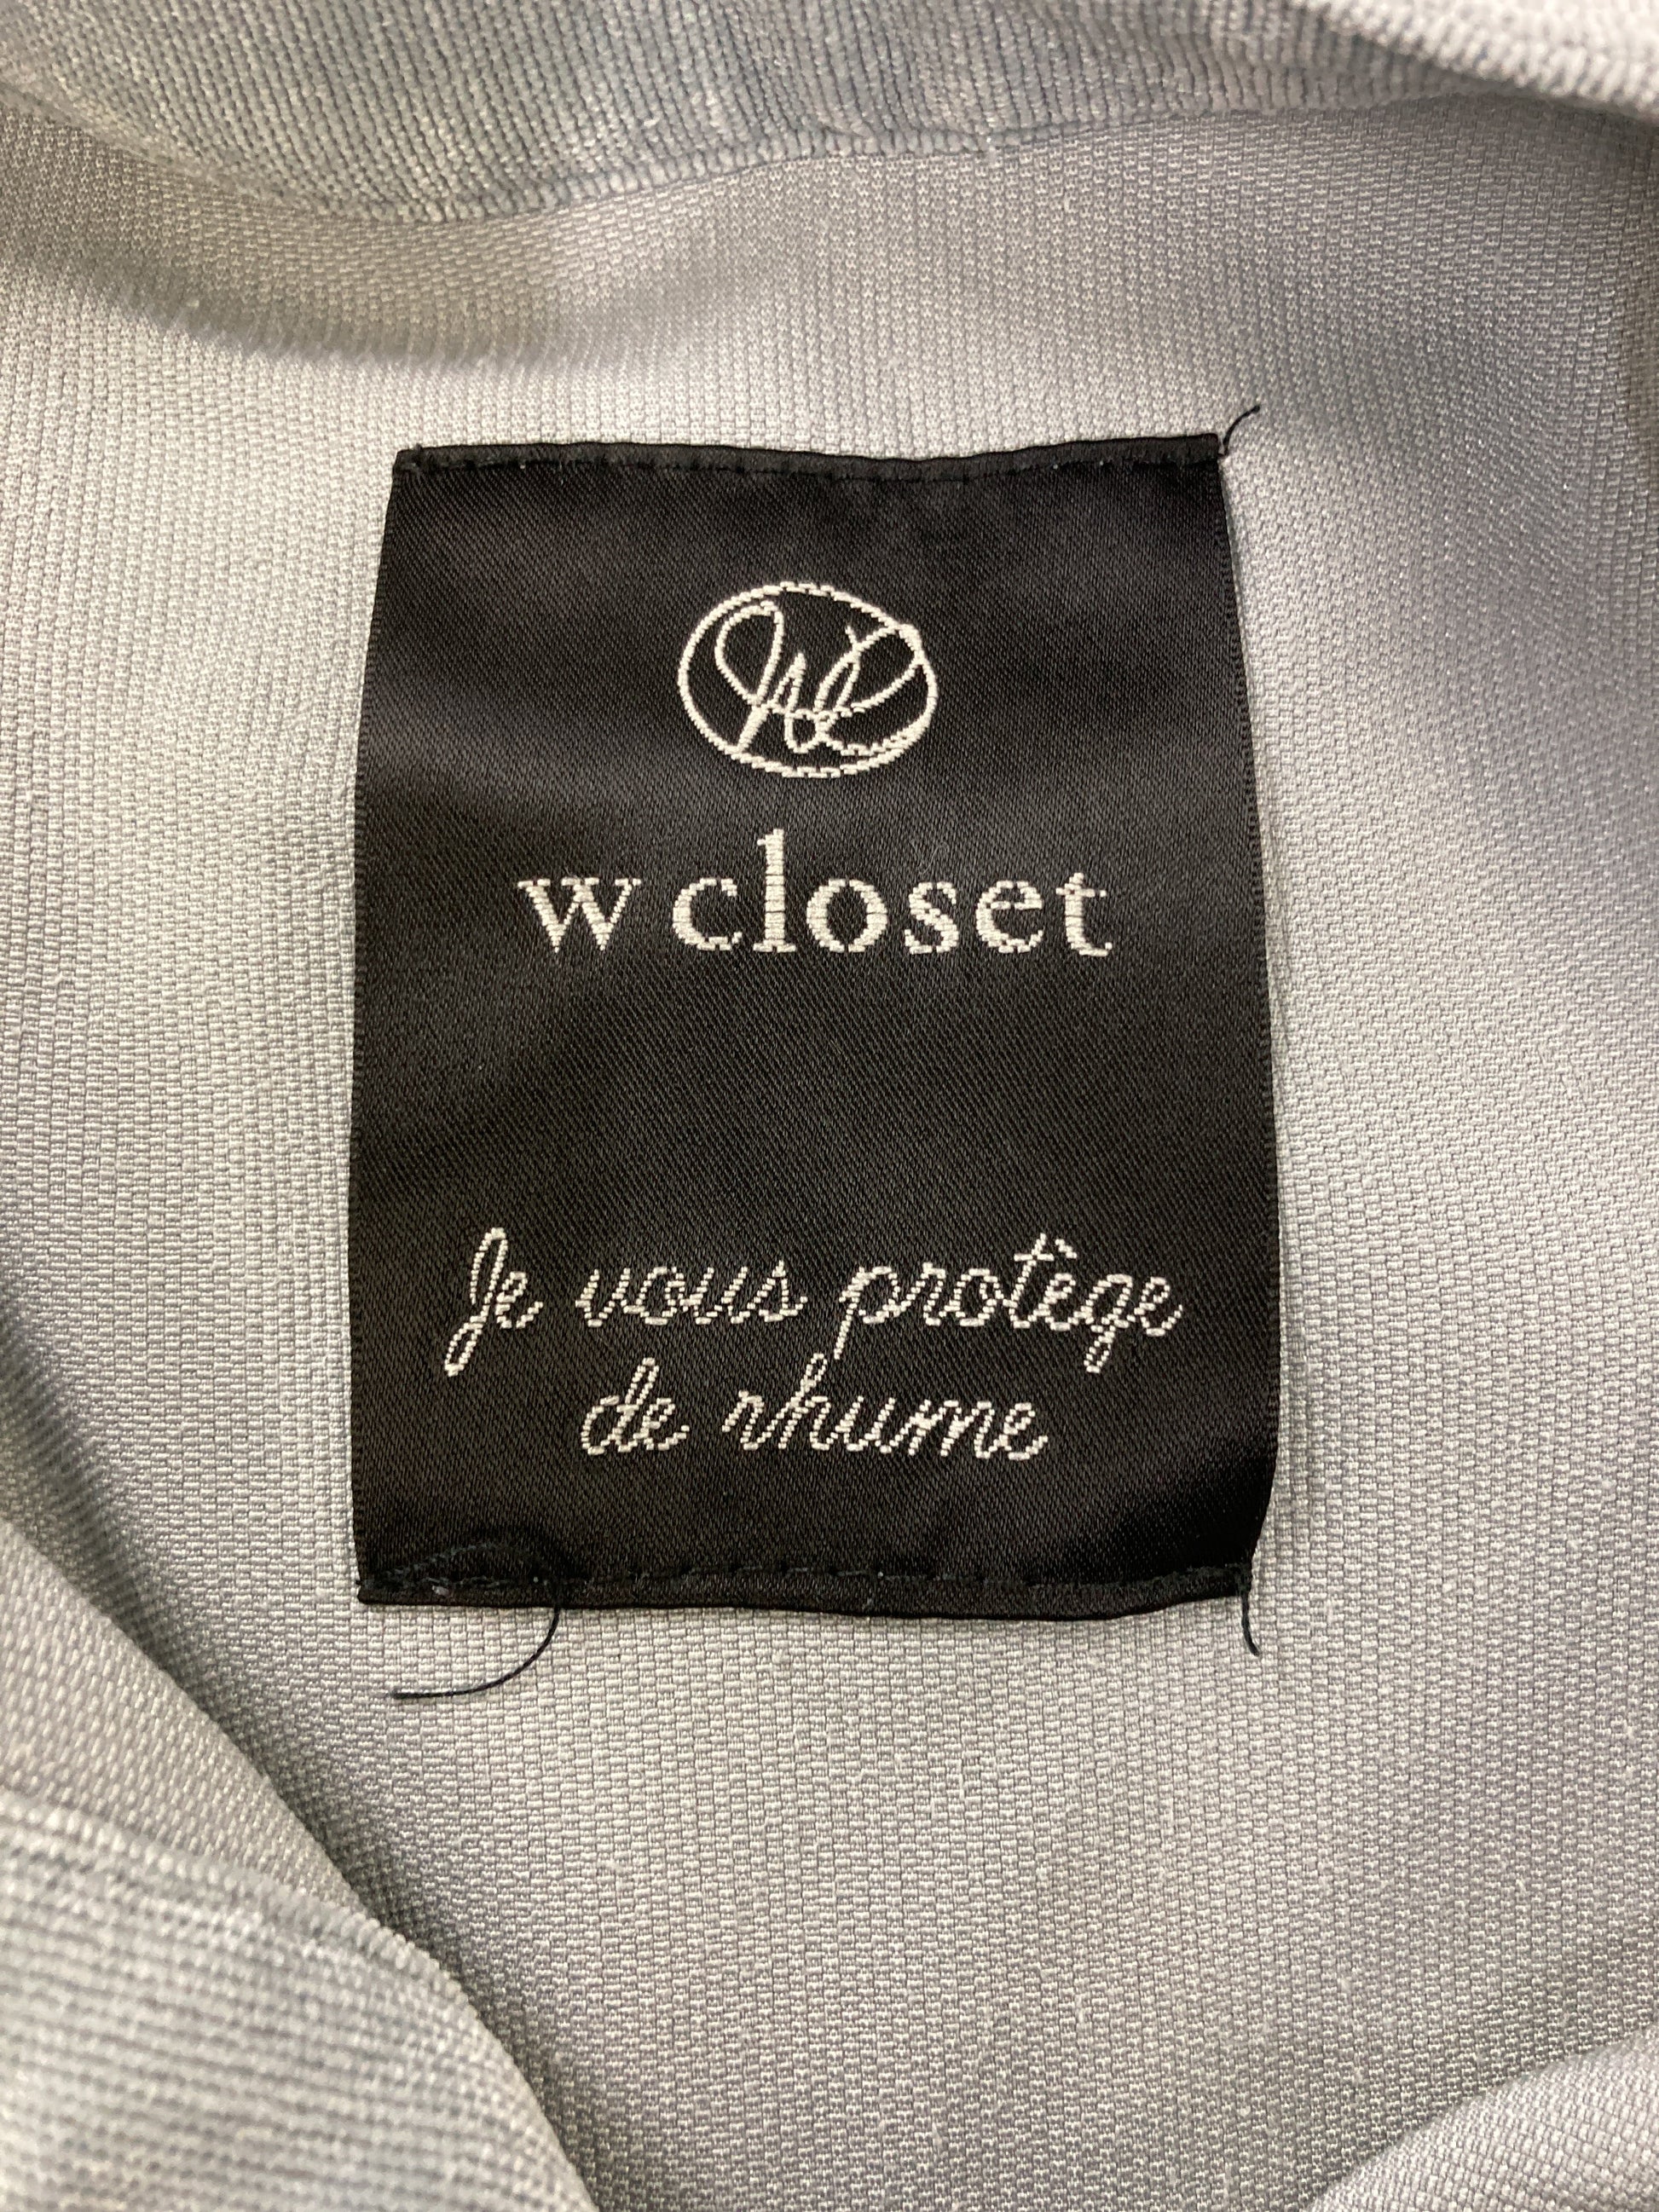 w closet
Je vous protège
de rhume